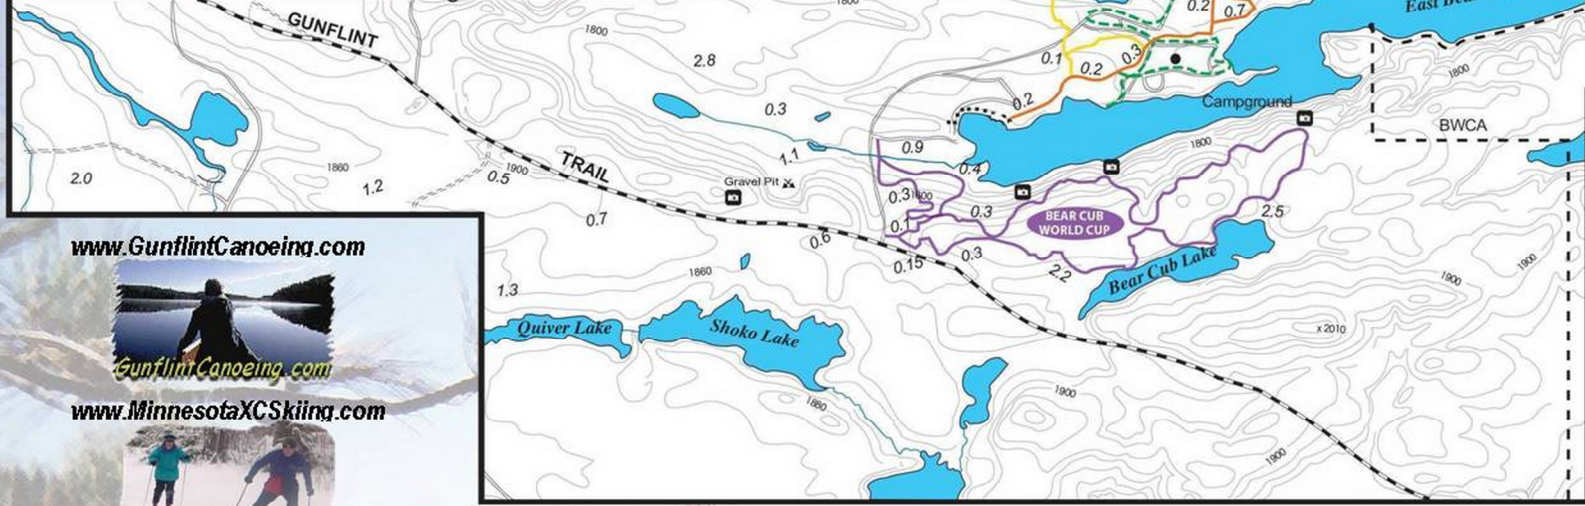 0.2
0.7
1800
GUNFLINT
1800
2.8
0.1
0.2
0.3
0.2
1800
0.3
Campground
BWCA
0.9
1.1
1800
TRAIL
1860
1900
0.5
0.4
2.0
1.2
Gravel Pit
0.3
1800
0.3
0.7
0.1
BEAR CUB
WORLD CUP
2.5
0.6
0.15
0.3
2.2
Bear Cub Lake
1860
1900
1900
1.3
Quiver Lake
Shoko Lake
x 2010
1860
1900
1900
www.GunflintCanoeing.com
GunflintCanoeing.com
www.MinnesotaXCSkiing.com